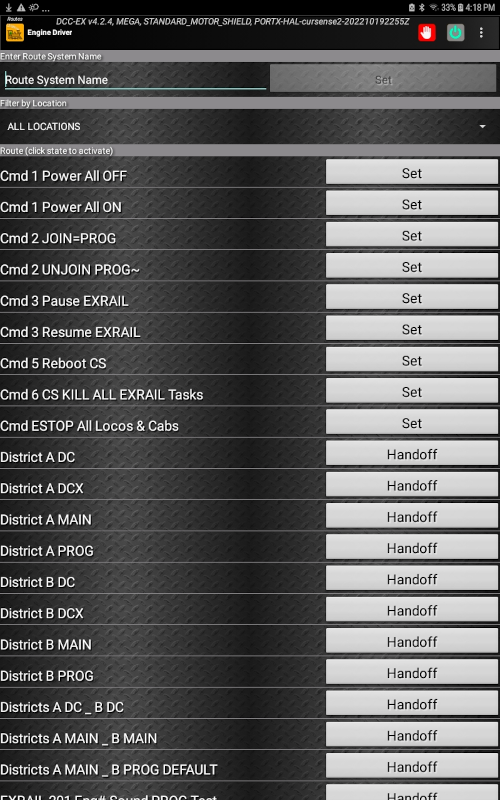 33% 4:18 PM
Routes
DCC-EX v4.2.4, MEGA, STANDARD_MOTOR_SHIELD, PORTX-HAL-cursense2-202210192255Z
Engine Driver
Enter Route System Name
Route System Name Set
Filter by Location
ALL LOCATIONS
Route (click state to activate)
Cmd 1 Power All OFF Set
Cmd 1 Power All ON Set
Cmd 2 JOIN=PROG Set
Cmd 2 UNJOIN PROG~ Set
Cmd 3 Pause EXRAIL Set
Cmd 3 Resume EXRAIL Set
Cmd 5 Reboot CS Set
Cmd 6 CS KILL ALL EXRAIL Tasks Set
Cmd ESTOP All Locos & Cabs Set
District A DC Handoff
District A DCX Handoff
District A MAIN Handoff
District A PROG Handoff
District B DC Handoff
District B DCX Handoff
District B MAIN Handoff
District B PROG Handoff
Districts A DC _ B DC Handoff
Districts A MAIN _ B MAIN Handoff
Districts A MAIN _ B PROG DEFAULT Handoff
EXRAIL 201 Eng# Sound PROG Test Handoff